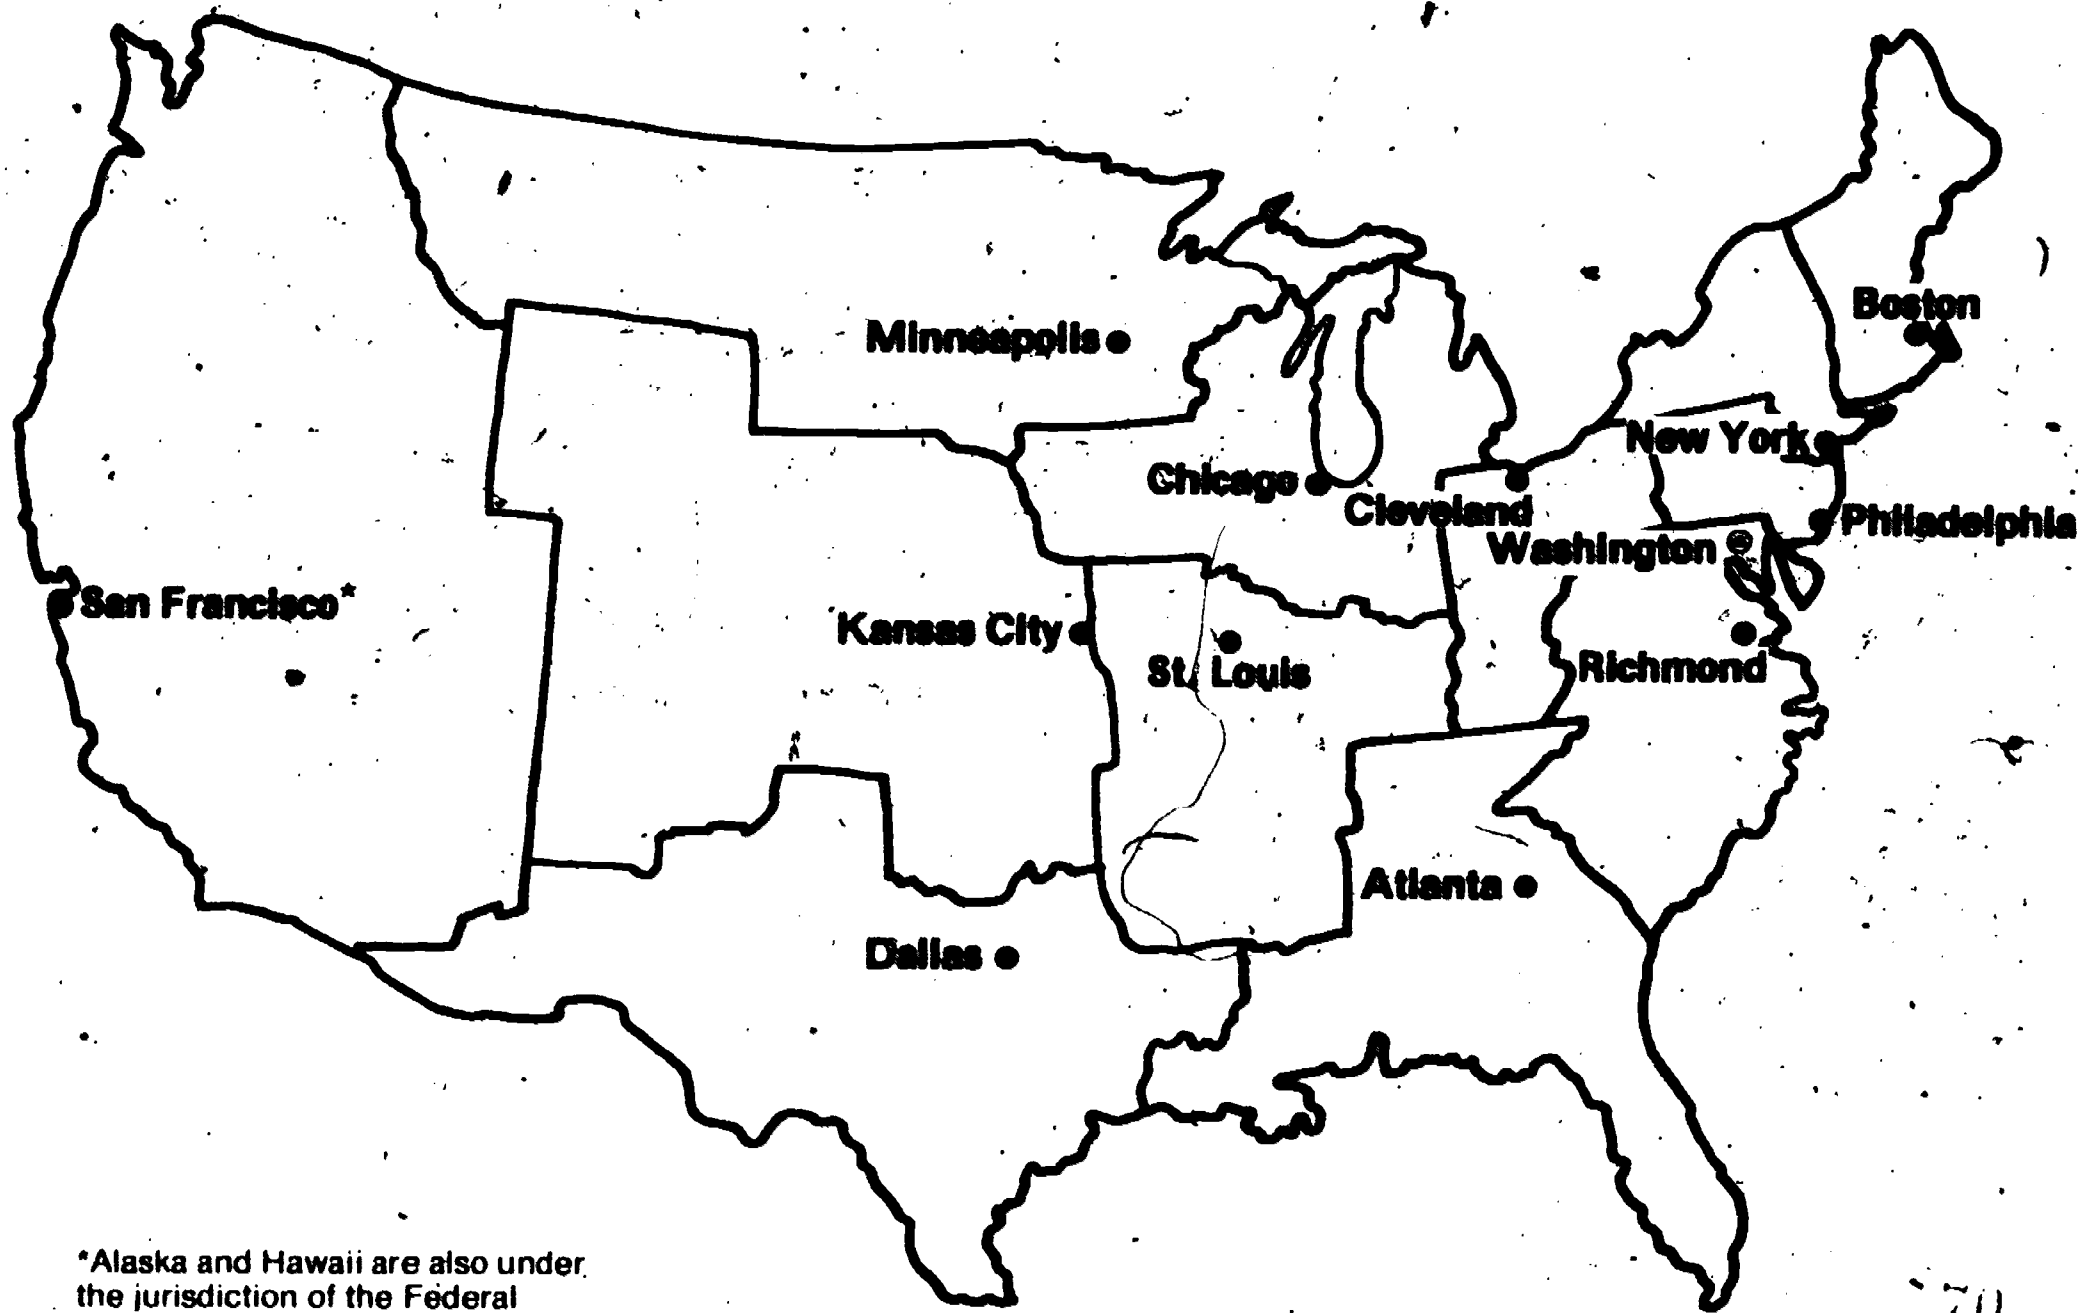 Boston
Minneapolis
New York
Chicago
Cleveland
Philadelphia
Washington
San Francisco*
Kansas City
St. Louis
Richmond
Atlanta
Dallas
*Alaska and Hawaii are also under
the jurisdiction of the Federal